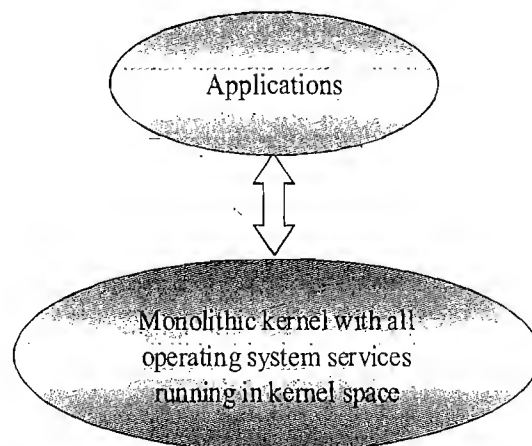 Applications
Monolithic kernel with all
operating system services
running in kernel space